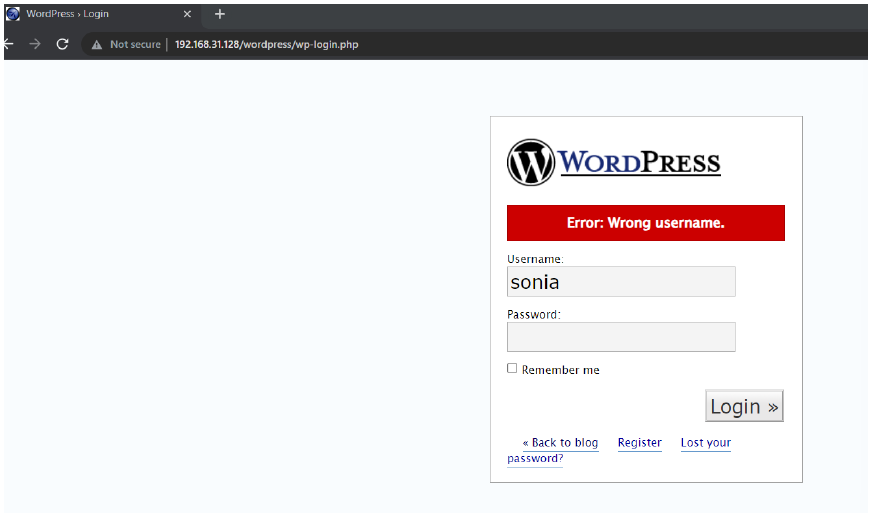 WordPress › Login
Not secure | 192.168.31.128/wordpress/wp-login.php
WORDPRESS
Error: Wrong username.
Username:
sonia
Password:
Remember me
Login »
« Back to blog Register Lost your
password?